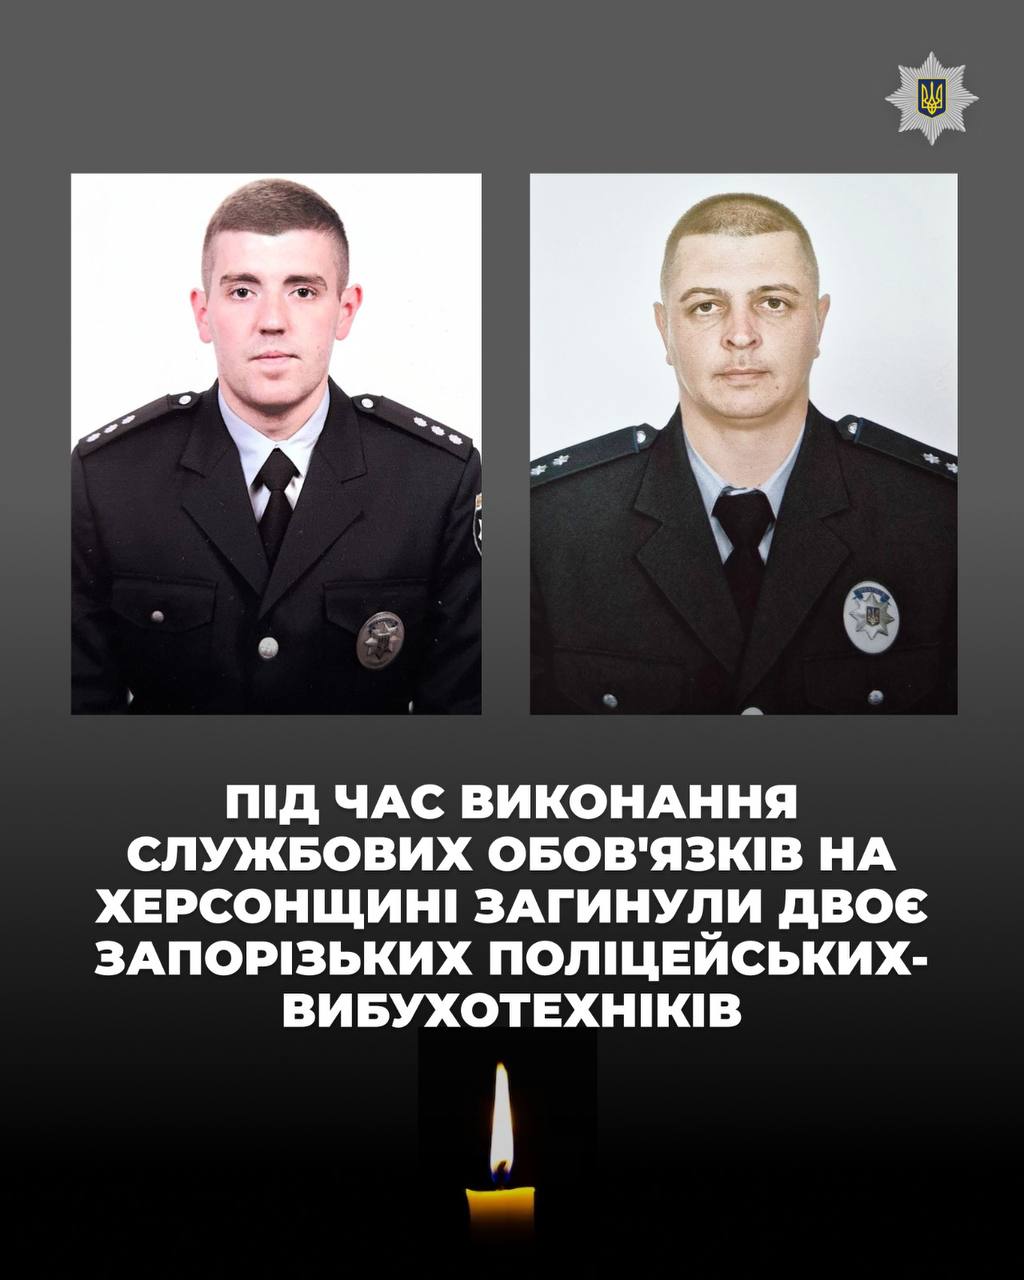 ПІД ЧАС ВИКОНАННЯ
СЛУЖБОВИХ ОБОВ'ЯЗКІВ НА
ХЕРСОНЩИНІ ЗАГИНУЛИ ДВОЄ
ЗАПОРІЗЬКИХ ПОЛІЦЕЙСЬКИХ-
ВИБУХОТЕХНІКІВ